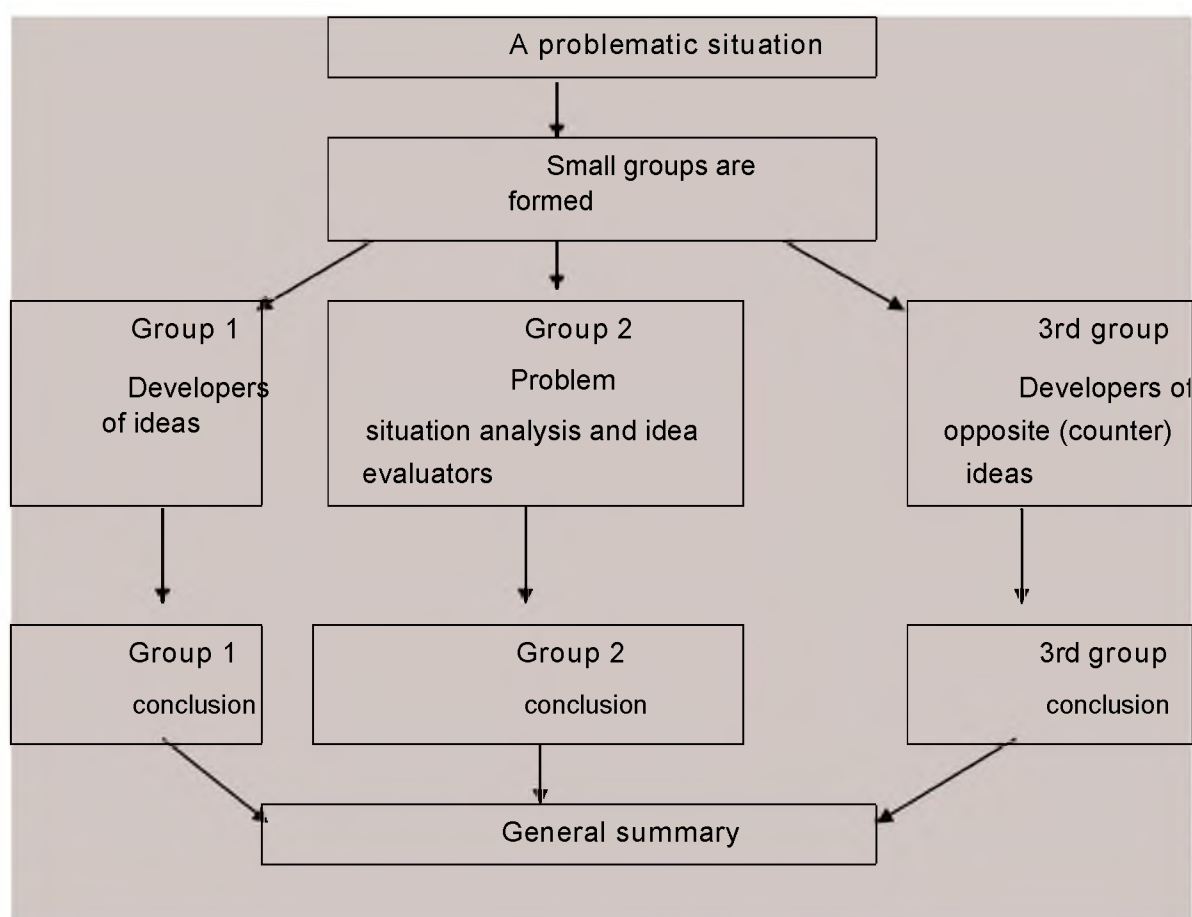 A problematic situation
Small groups are
formed
Group 1
Developers
of ideas
Group 2
Problem
situation analysis and idea
evaluators
3rd group
Developers of
opposite (counter)
ideas
Group 1
conclusion
Group 2
conclusion
3rd group
conclusion
General summary